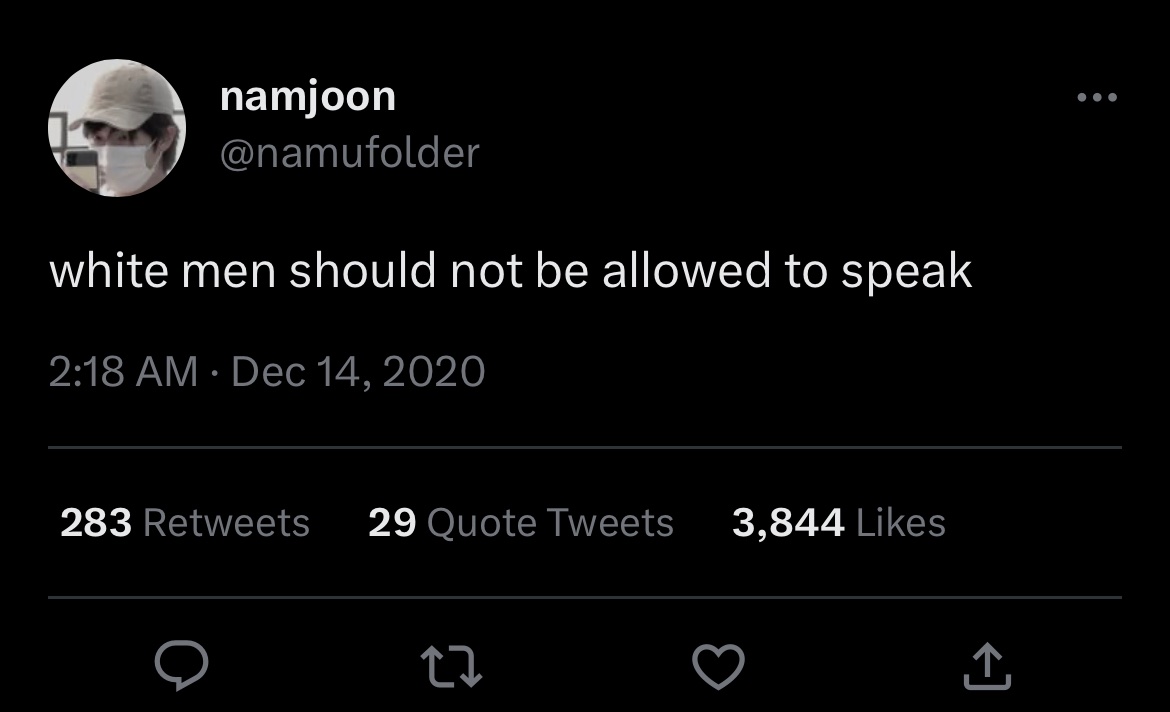 namjoon
@namufolder
white men should not be allowed to speak
2:18 AM · Dec 14, 2020
283 Retweets 29 Quote Tweets 3,844 Likes